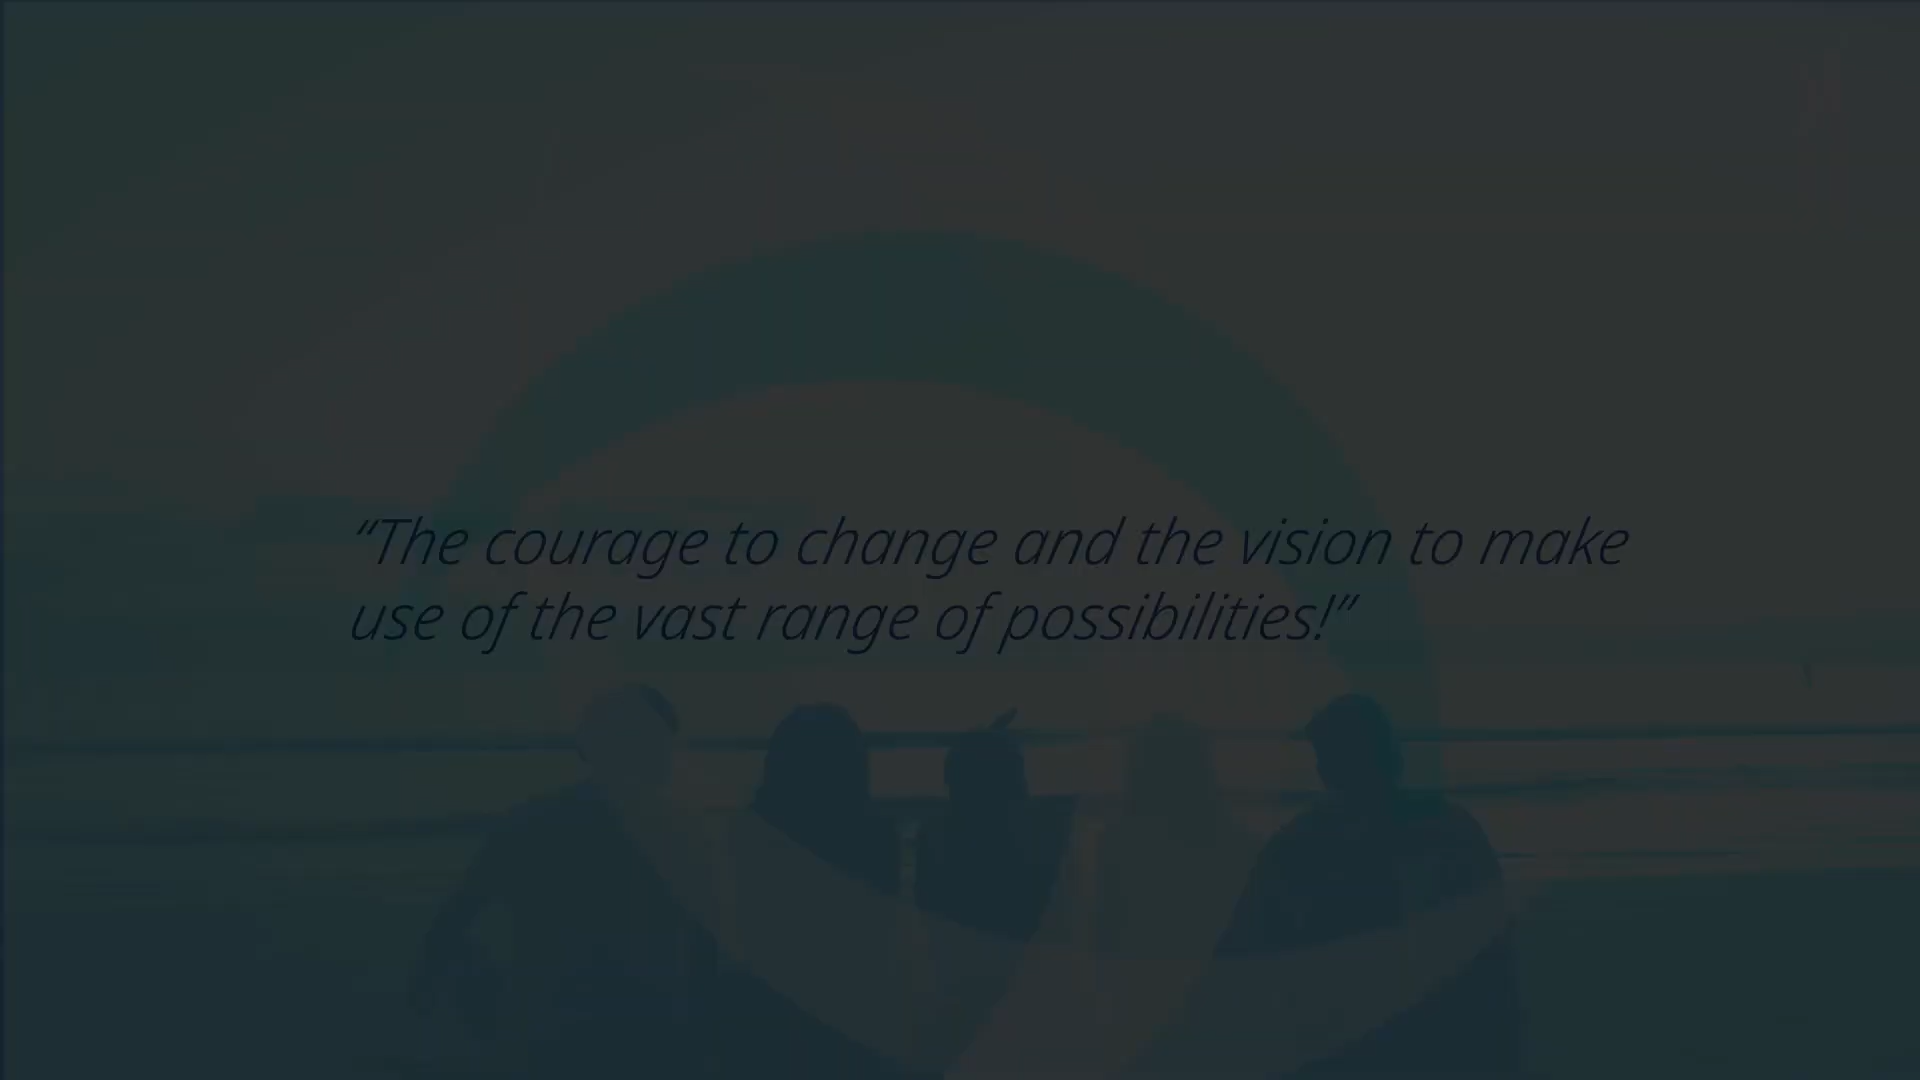 “The courage to change and the vision to make
use of the vast range of possibilities!”